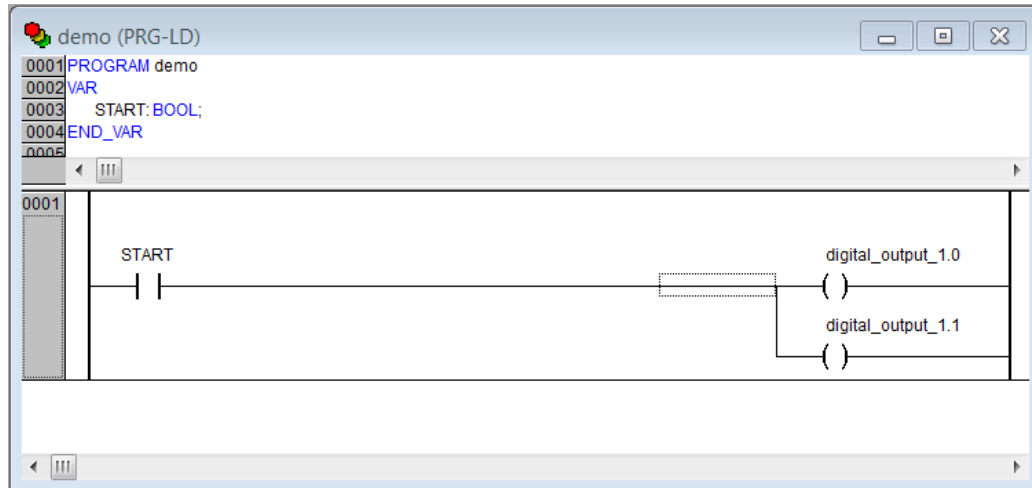 demo (PRG-LD)
0001 PROGRAM demo
0002 VAR
0003 START: BOOL;
0004 END_VAR
0005
0001
START
digital_output_1.0
digital_output_1.1